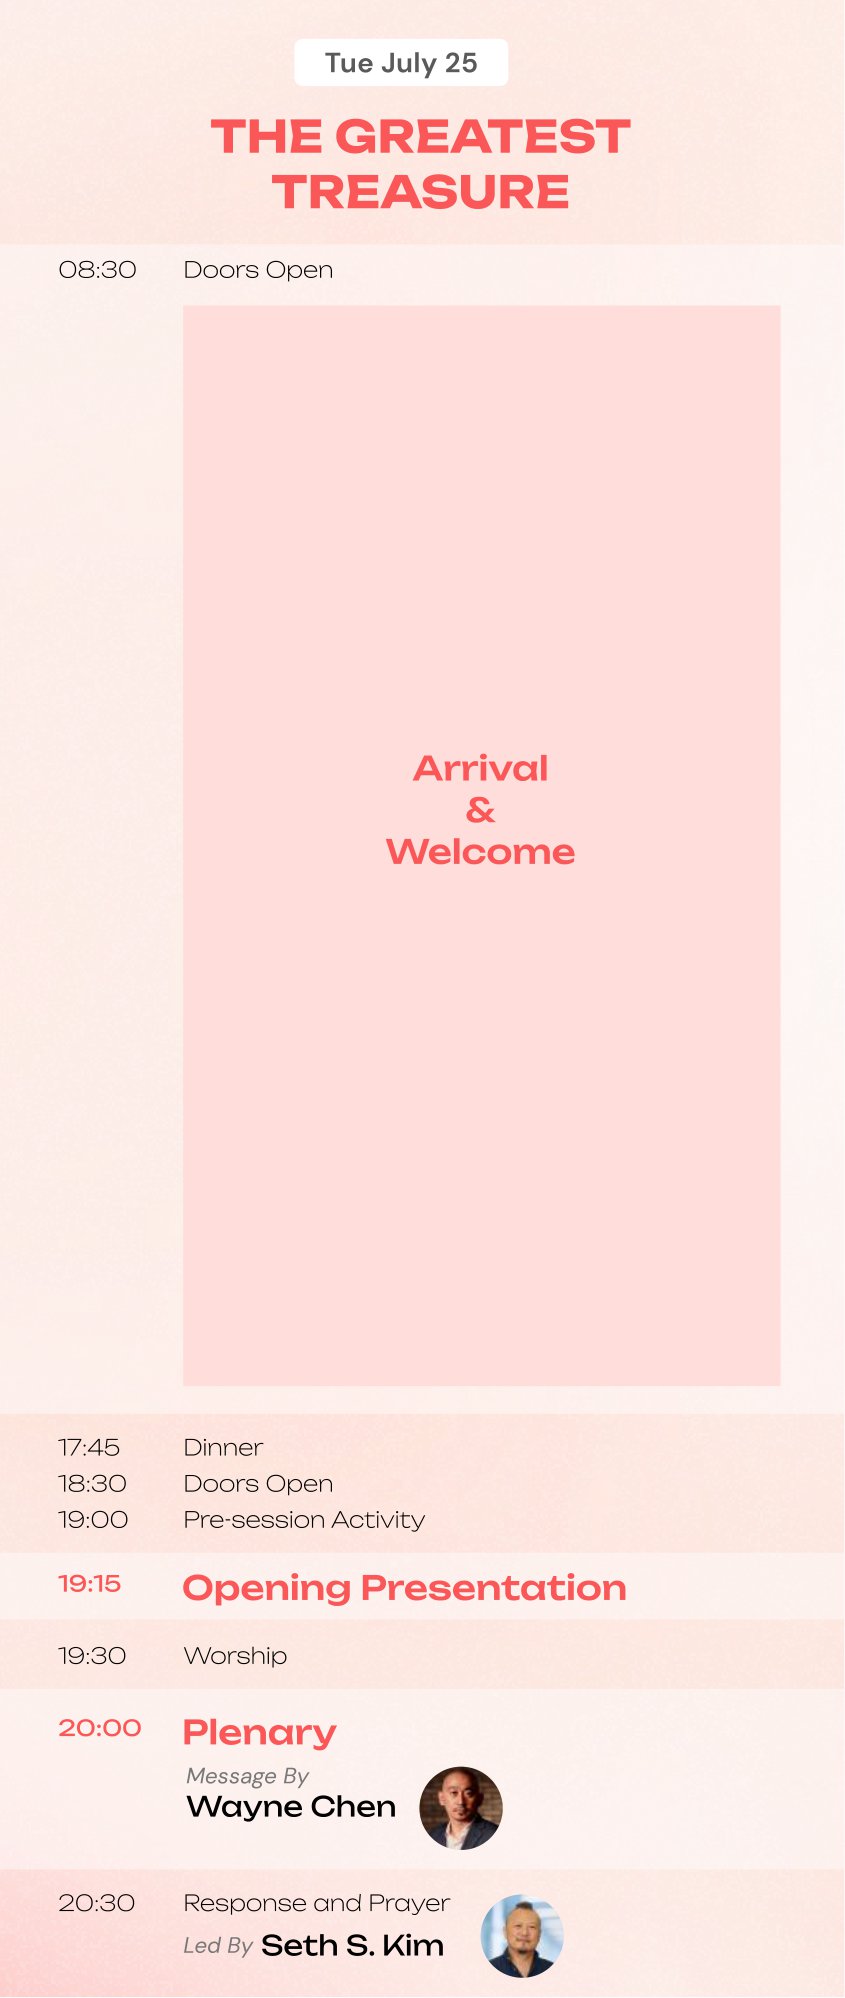 Tue July 25
THE GREATEST
TREASURE
08:30 Doors Open
Arrival
&
Welcome
17:45 Dinner
18:30 Doors Open
19:00 Pre-session Activity
19:15 Opening Presentation
19:30 Worship
20:00 Plenary
Message By
Wayne Chen
20:30 Response and Prayer
Led By Seth S. Kim